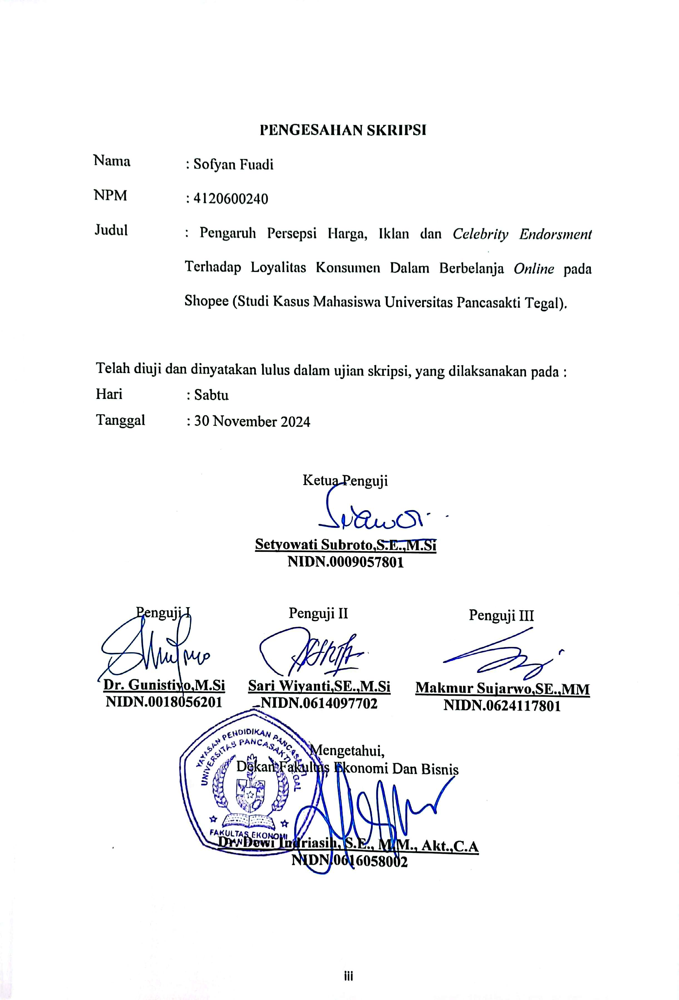 PENGESAHAN SKRIPSI
Nama : Sofyan Fuadi
NPM : 4120600240
Judul : Pengaruh Persepsi Harga, Iklan dan Celebrity Endorsment
Terhadap Loyalitas Konsumen Dalam Berbelanja Online pada
Shopee (Studi Kasus Mahasiswa Universitas Pancasakti Tegal).
Telah diuji dan dinyatakan lulus dalam ujian skripsi, yang dilaksanakan pada :
Hari : Sabtu
Tanggal : 30 November 2024
Ketua Penguji
Setyowati Subroto,S.E.,M.Si
NIDN.0009057801
Penguji I Penguji II Penguji III
Dr. Gunistiyo,M.Si Sari Wiyanti,SE.,M.Si Makmur Sujarwo,SE.,MM
NIDN.0018056201 NIDN.0614097702 NIDN.0624117801
YAYASAN PENDIDIKAN PANCASAKTI
UNIVERSITAS PANCASAKTI TEGAL
FAKULTAS EKONOMI
DAN
Mengetahui,
Dekan Fakultas Ekonomi Dan Bisnis
Dr. Dewi Indriasih, S.E., M.M., Akt.,C.A
NIDN.0616058002
iii